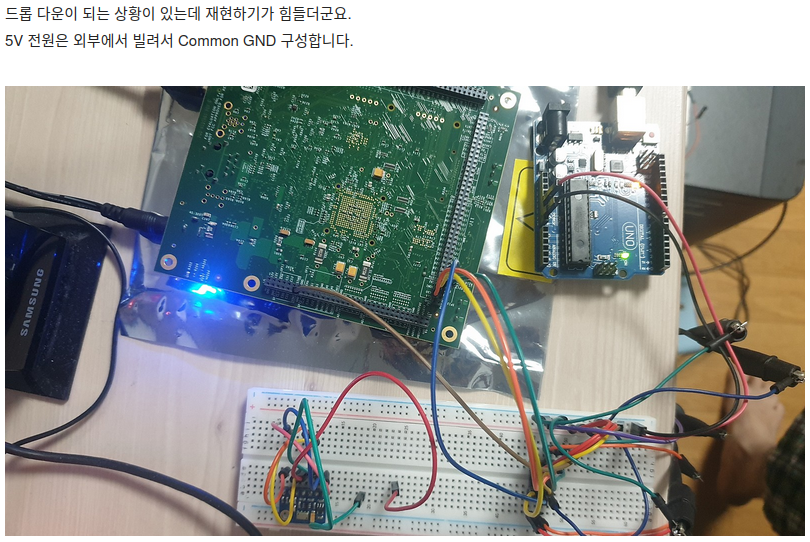 드롭 다운이 되는 상황이 있는데 재현하기가 힘들더군요.
5V 전원은 외부에서 빌려서 Common GND 구성합니다.
SAMSUNG
UNO